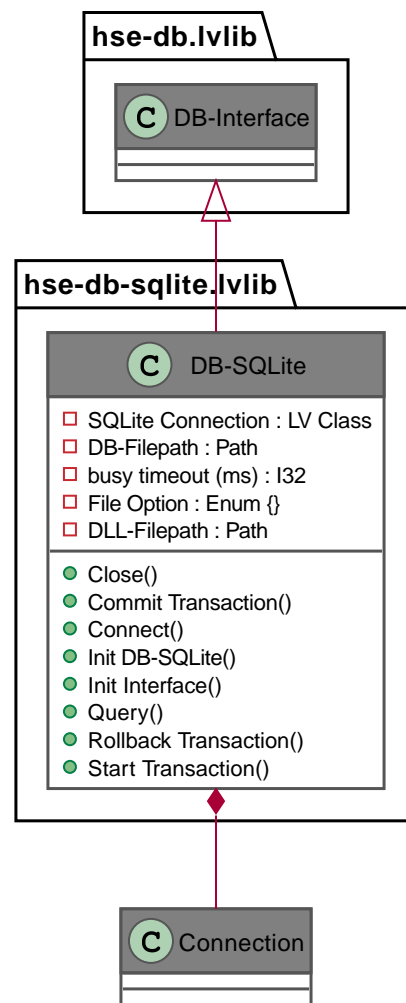 hse-db.lvlib
C DB-Interface
hse-db-sqlite.lvlib
C DB-SQLite
SQLite Connection : LV Class
DB-Filepath : Path
busy timeout (ms) : I32
File Option : Enum {}
DLL-Filepath : Path
Close()
Commit Transaction()
Connect()
Init DB-SQLite()
Init Interface()
Query()
Rollback Transaction()
Start Transaction()
C Connection